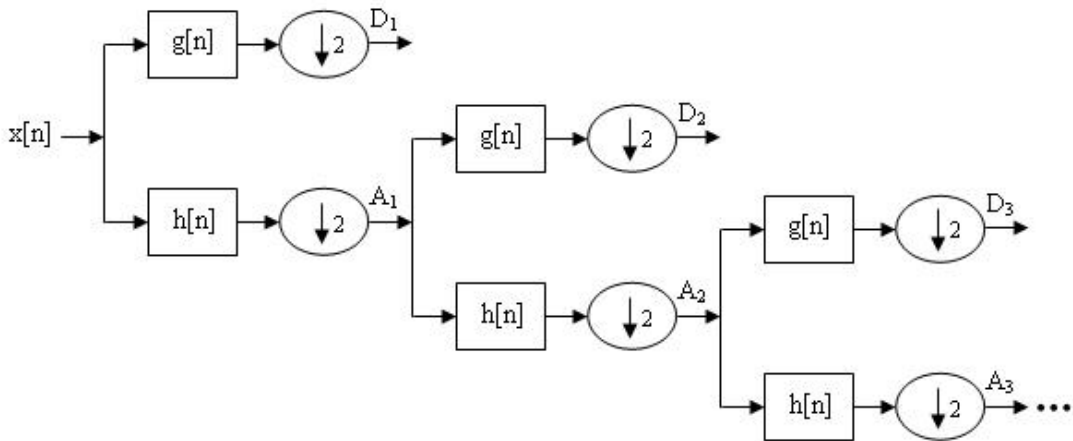 D₁
g[n] 2
x[n]
h[n] 2 A₁
D₂
g[n] 2
h[n] 2 A₂
D₃
g[n] 2
h[n] 2 A₃ •••